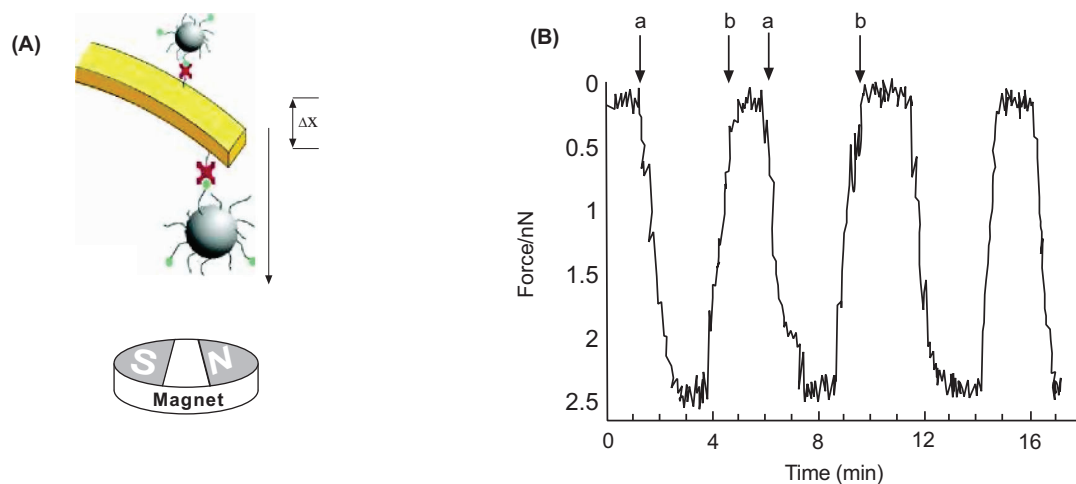 (A)
ΔX
S N
Magnet
(B)
a b a b
0
0.5
1
1.5
2
2.5
Force/nN
0 4 8 12 16
Time (min)